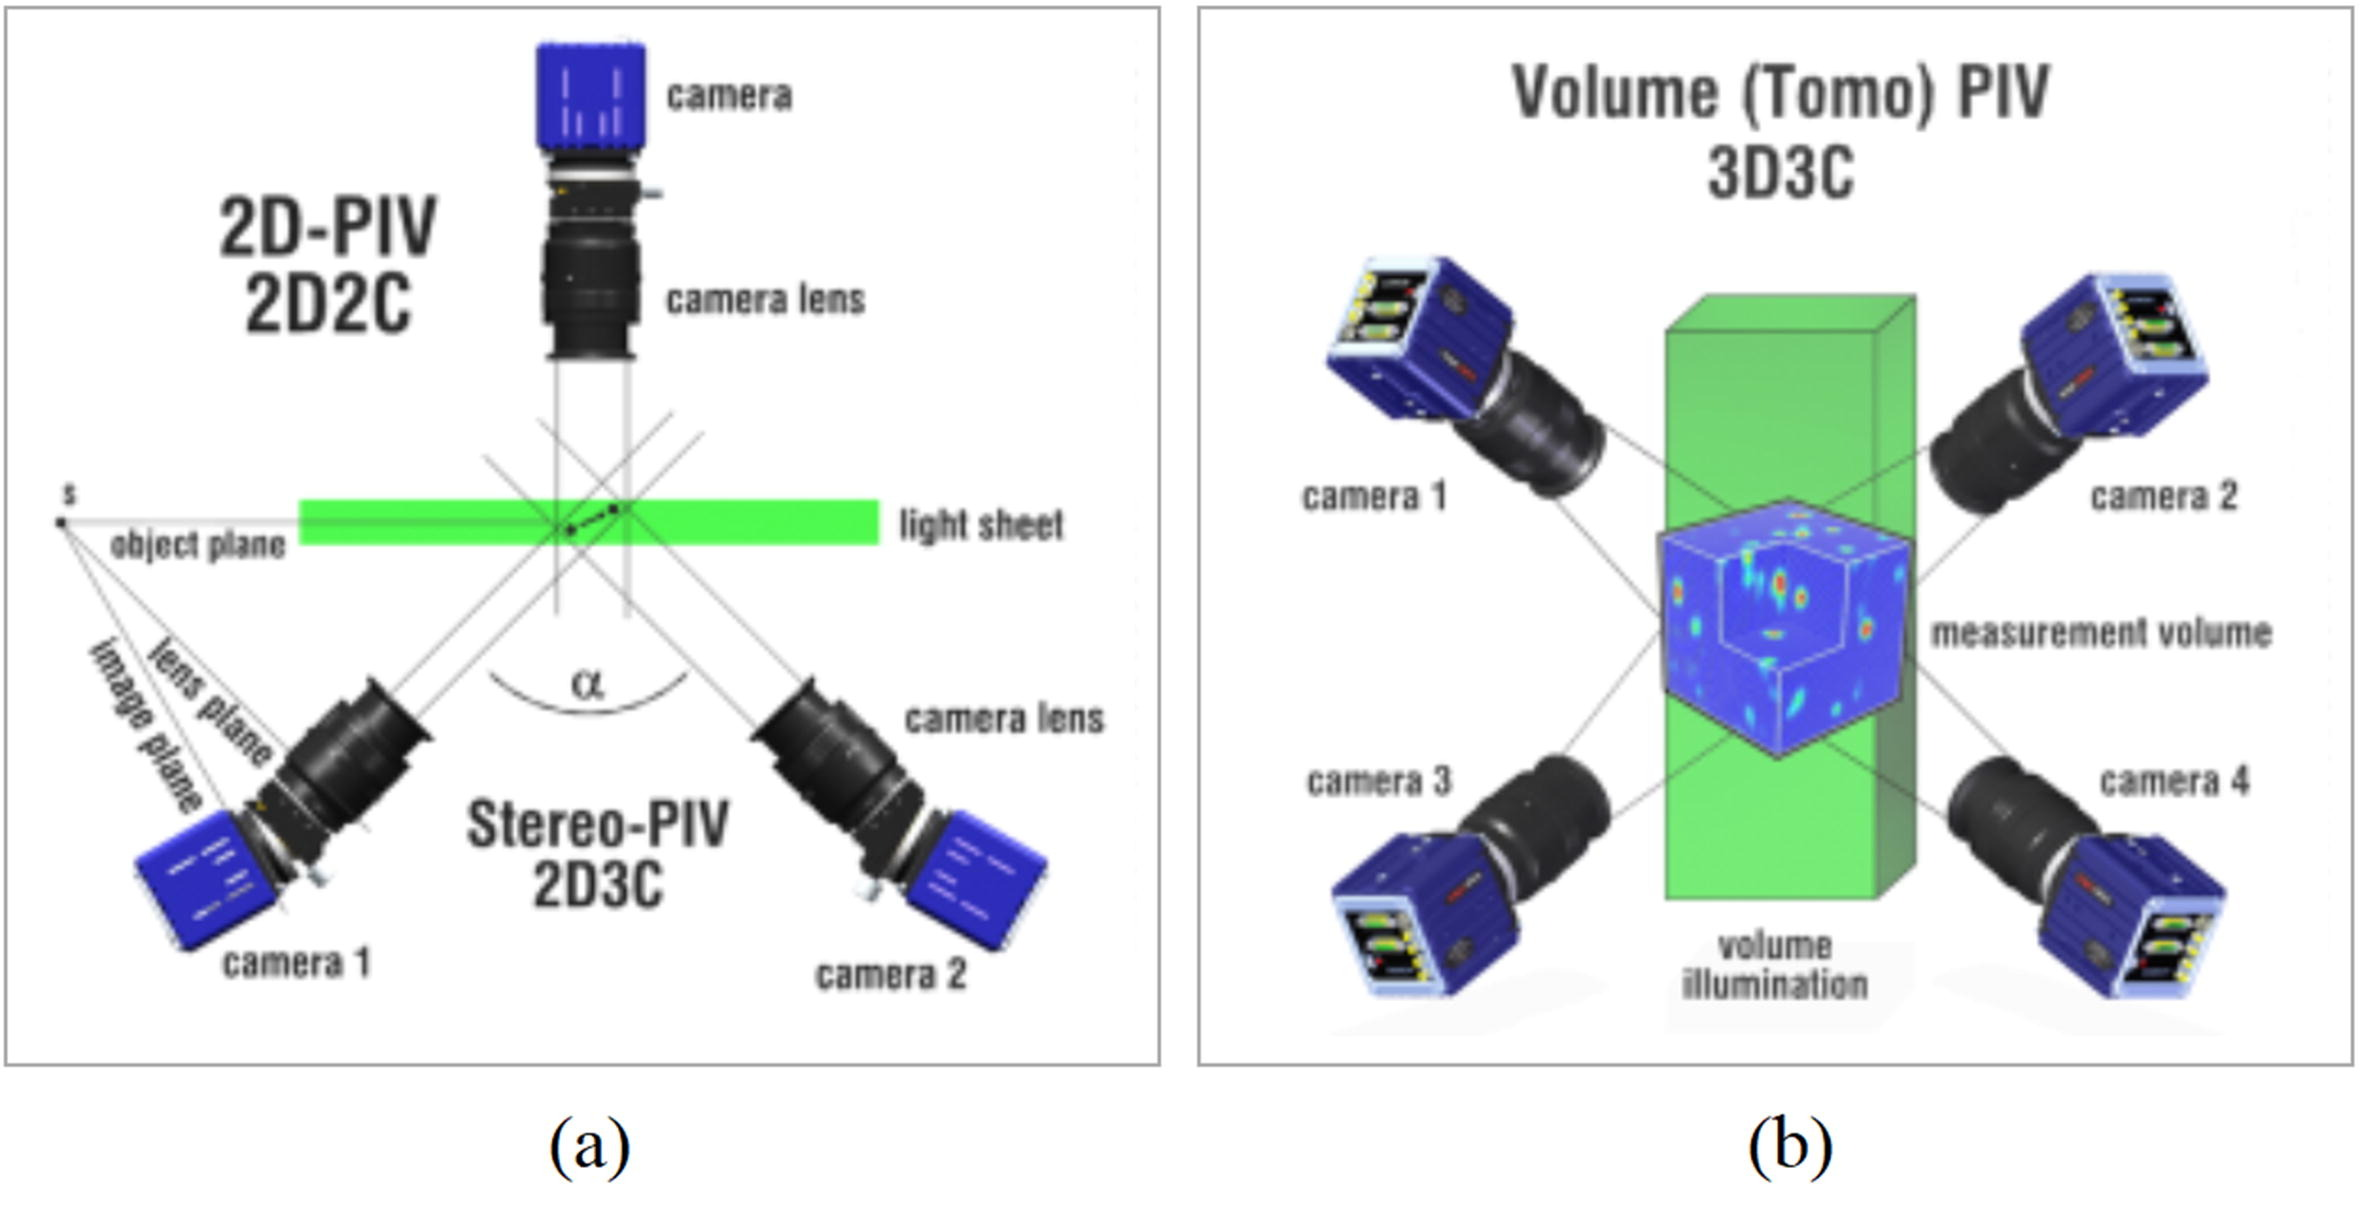 camera
2D-PIV
2D2C
camera lens
s
object plane
light sheet
lens plane
image plane
α
camera lens
Stereo-PIV
2D3C
camera 1
camera 2
(a)
Volume (Tomo) PIV
3D3C
camera 1
camera 2
measurement volume
camera 3
camera 4
volume
illumination
(b)